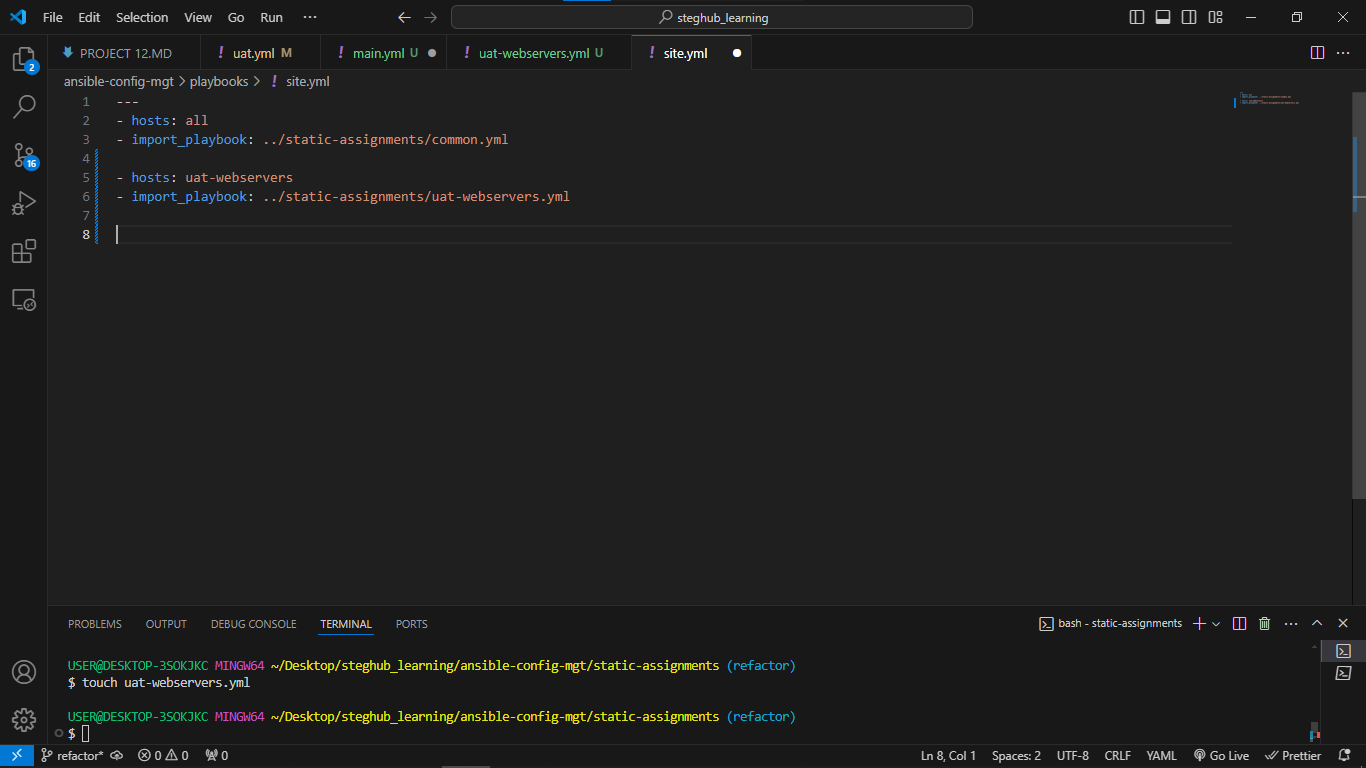 File Edit Selection View Go Run ··· steghub_learning
PROJECT 12.MD ! uat.yml M ! main.yml U ! uat-webservers.yml U ! site.yml
ansible-config-mgt > playbooks > ! site.yml
1 ---
2 - hosts: all
3 - import_playbook: ../static-assignments/common.yml
4
5 - hosts: uat-webservers
6 - import_playbook: ../static-assignments/uat-webservers.yml
7
8
2
16
PROBLEMS OUTPUT DEBUG CONSOLE TERMINAL PORTS bash - static-assignments
USER@DESKTOP-3SOKJKC MINGW64 ~/Desktop/steghub_learning/ansible-config-mgt/static-assignments (refactor)
$ touch uat-webservers.yml
USER@DESKTOP-3SOKJKC MINGW64 ~/Desktop/steghub_learning/ansible-config-mgt/static-assignments (refactor)
$
refactor* 0 0 0 Ln 8, Col 1 Spaces: 2 UTF-8 CRLF YAML Go Live Prettier